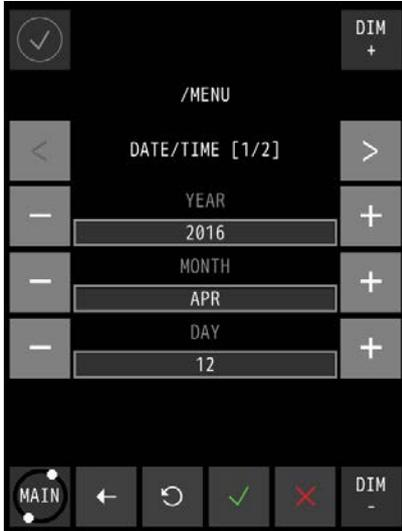 DIM
+
/MENU
< DATE/TIME [1/2] >
YEAR
− 2016 +
MONTH
− APR +
DAY
− 12 +
MAIN
DIM
-